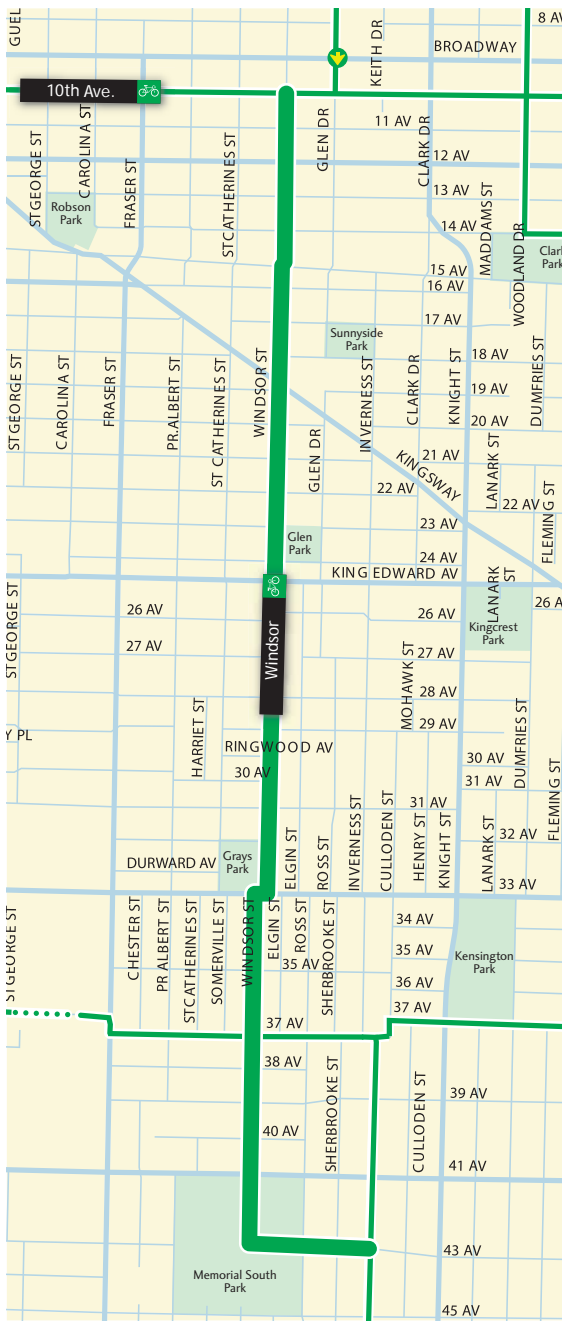 GUEL
8 AV
BROADWAY
KEITH DR
10th Ave.
11 AV
CAROLINA ST
ST GEORGE ST
FRASER ST
ST CATHERINES ST
GLEN DR
CLARK DR
12 AV
13 AV
Robson
Park
14 AV
MADDAMS ST
WOODLAND DR
Clar
Park
15 AV
16 AV
17 AV
Sunnyside
Park
ST GEORGE ST
CAROLINA ST
FRASER ST
PR.ALBERT ST
ST CATHERINES ST
WINDSOR ST
INVERNESS ST
CLARK DR
KNIGHT ST
18 AV
DUMFRIES ST
19 AV
20 AV
GLEN DR
21 AV
KINGSWAY
LANARK ST
22 AV
22 AV
FLEMING ST
23 AV
Glen
Park
24 AV
KING EDWARD AV
LANARK
ST
ST GEORGE ST
26 AV
26 AV
26 A
Kingcrest
Park
27 AV
27 AV
Windsor
MOHAWK ST
28 AV
29 AV
Y PL
HARRIET ST
RINGWOOD AV
DUMFRIES ST
30 AV
30 AV
31 AV
FLEMING ST
31 AV
INVERNESS ST
CULLODEN ST
HENRY ST
KNIGHT ST
LANARK ST
32 AV
ELGIN ST
ROSS ST
DURWARD AV
Grays
Park
33 AV
ST GEORGE ST
CHESTER ST
PR ALBERT ST
ST CATHERINES ST
SOMERVILLE ST
WINDSOR ST
ELGIN ST
ROSS ST
SHERBROOKE ST
34 AV
35 AV
35 AV
Kensington
Park
36 AV
37 AV
37 AV
38 AV
SHERBROOKE ST
CULLODEN ST
39 AV
40 AV
41 AV
43 AV
Memorial South
Park
45 AV